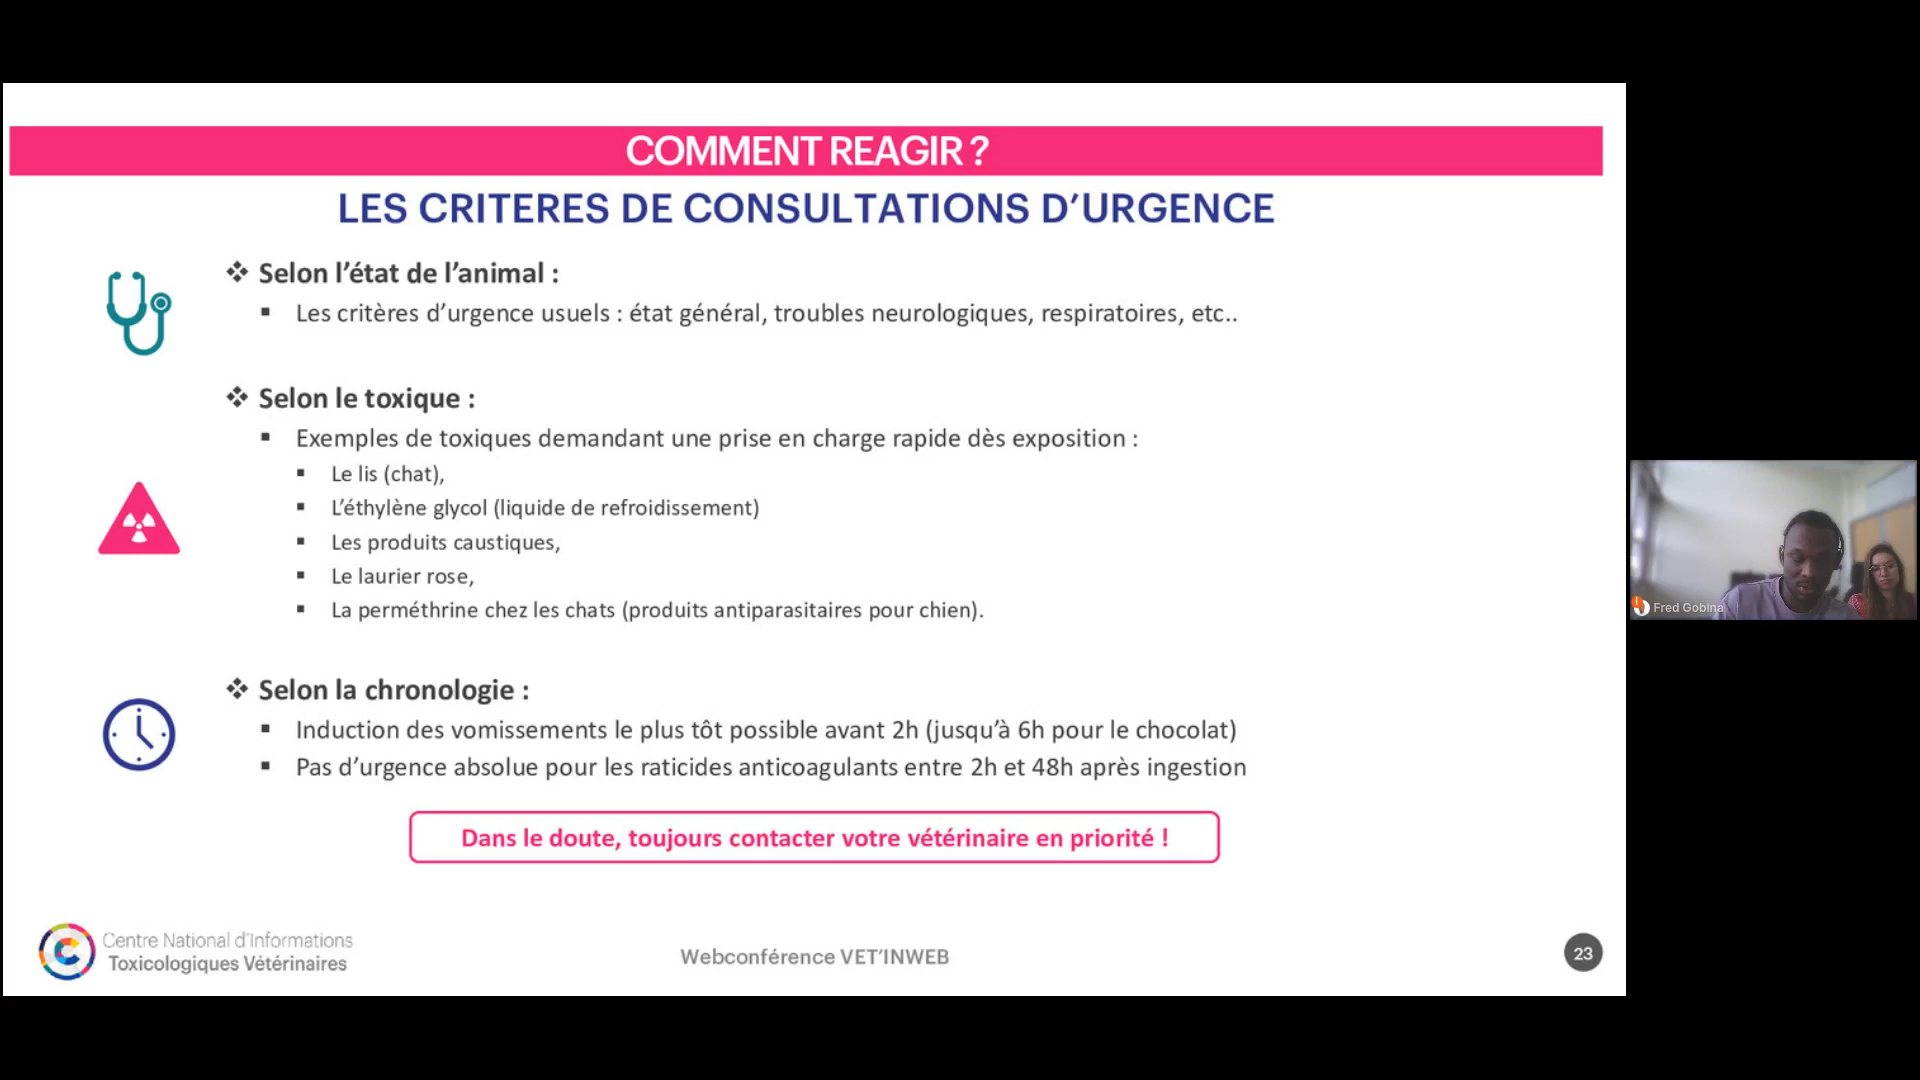 COMMENT REAGIR ?
LES CRITERES DE CONSULTATIONS D’URGENCE
❖ Selon l’état de l’animal :
▪ Les critères d’urgence usuels : état général, troubles neurologiques, respiratoires, etc..
❖ Selon le toxique :
▪ Exemples de toxiques demandant une prise en charge rapide dès exposition :
▪ Le lis (chat),
▪ L’éthylène glycol (liquide de refroidissement)
▪ Les produits caustiques,
▪ Le laurier rose,
▪ La perméthrine chez les chats (produits antiparasitaires pour chien).
❖ Selon la chronologie :
▪ Induction des vomissements le plus tôt possible avant 2h (jusqu’à 6h pour le chocolat)
▪ Pas d’urgence absolue pour les raticides anticoagulants entre 2h et 48h après ingestion
Dans le doute, toujours contacter votre vétérinaire en priorité !
Centre National d’Informations
Toxicologiques Vétérinaires
Webconférence VET’INWEB
23
Fred Gobina